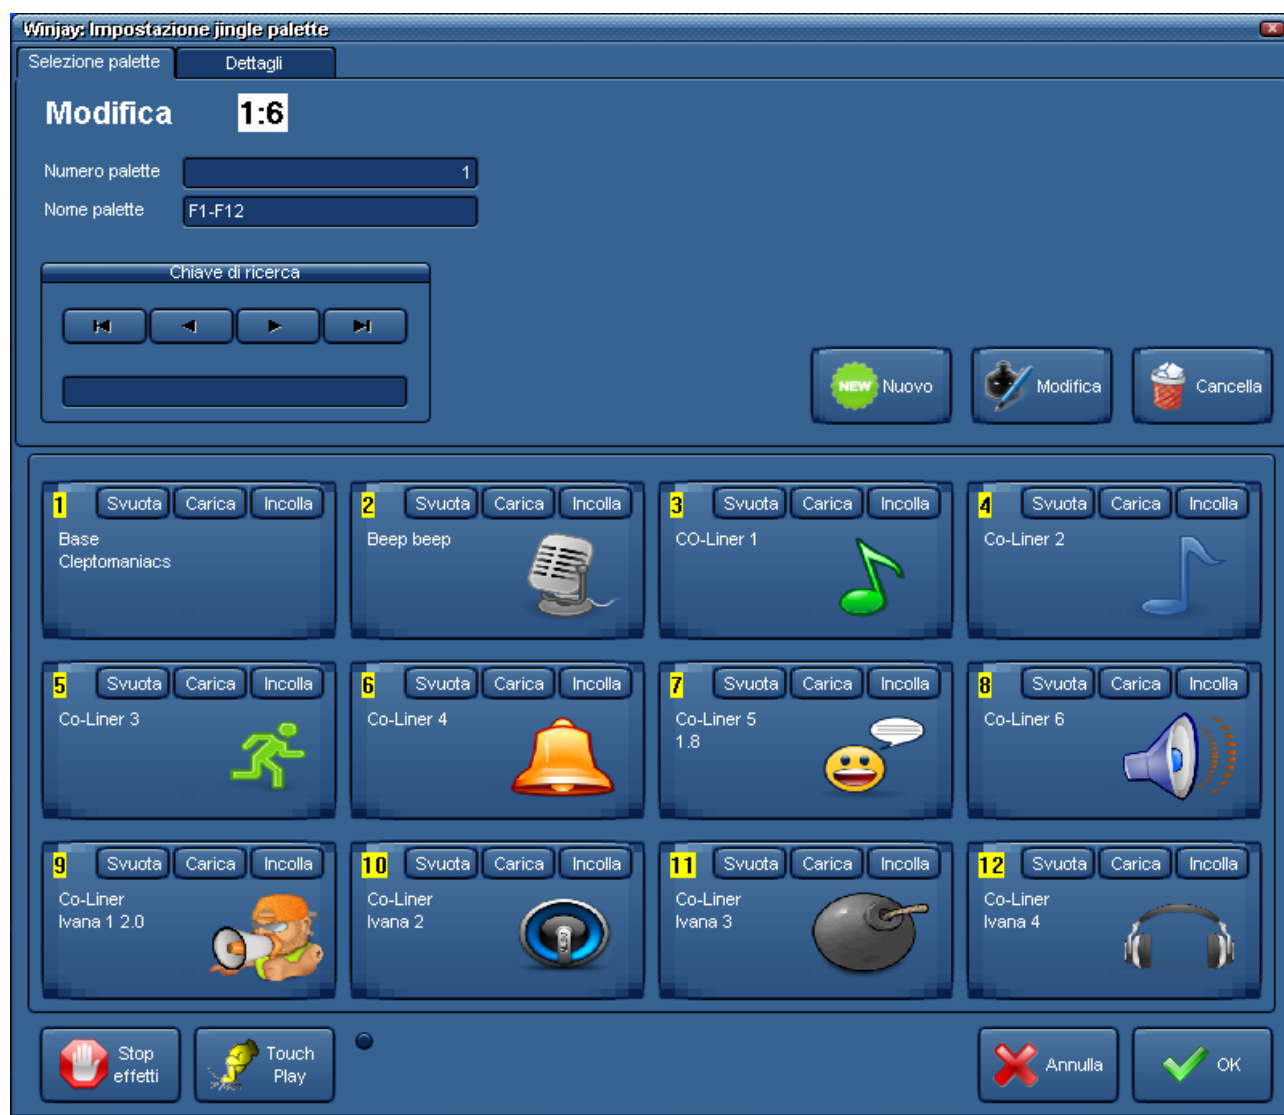 Winjay: Impostazione jingle palette
Selezione palette Dettagli
Modifica 1:6
Numero palette 1
Nome palette F1-F12
Chiave di ricerca
NEW Nuovo Modifica Cancella
1 Svuota Carica Incolla 2 Svuota Carica Incolla 3 Svuota Carica Incolla 4 Svuota Carica Incolla
Base Beep beep CO-Liner 1 Co-Liner 2
Cleptomaniacs
5 Svuota Carica Incolla 6 Svuota Carica Incolla 7 Svuota Carica Incolla 8 Svuota Carica Incolla
Co-Liner 3 Co-Liner 4 Co-Liner 5 Co-Liner 6
1.8
9 Svuota Carica Incolla 10 Svuota Carica Incolla 11 Svuota Carica Incolla 12 Svuota Carica Incolla
Co-Liner Co-Liner Co-Liner Co-Liner
Ivana 1 2.0 Ivana 2 Ivana 3 Ivana 4
Stop Touch Annulla OK
effetti Play